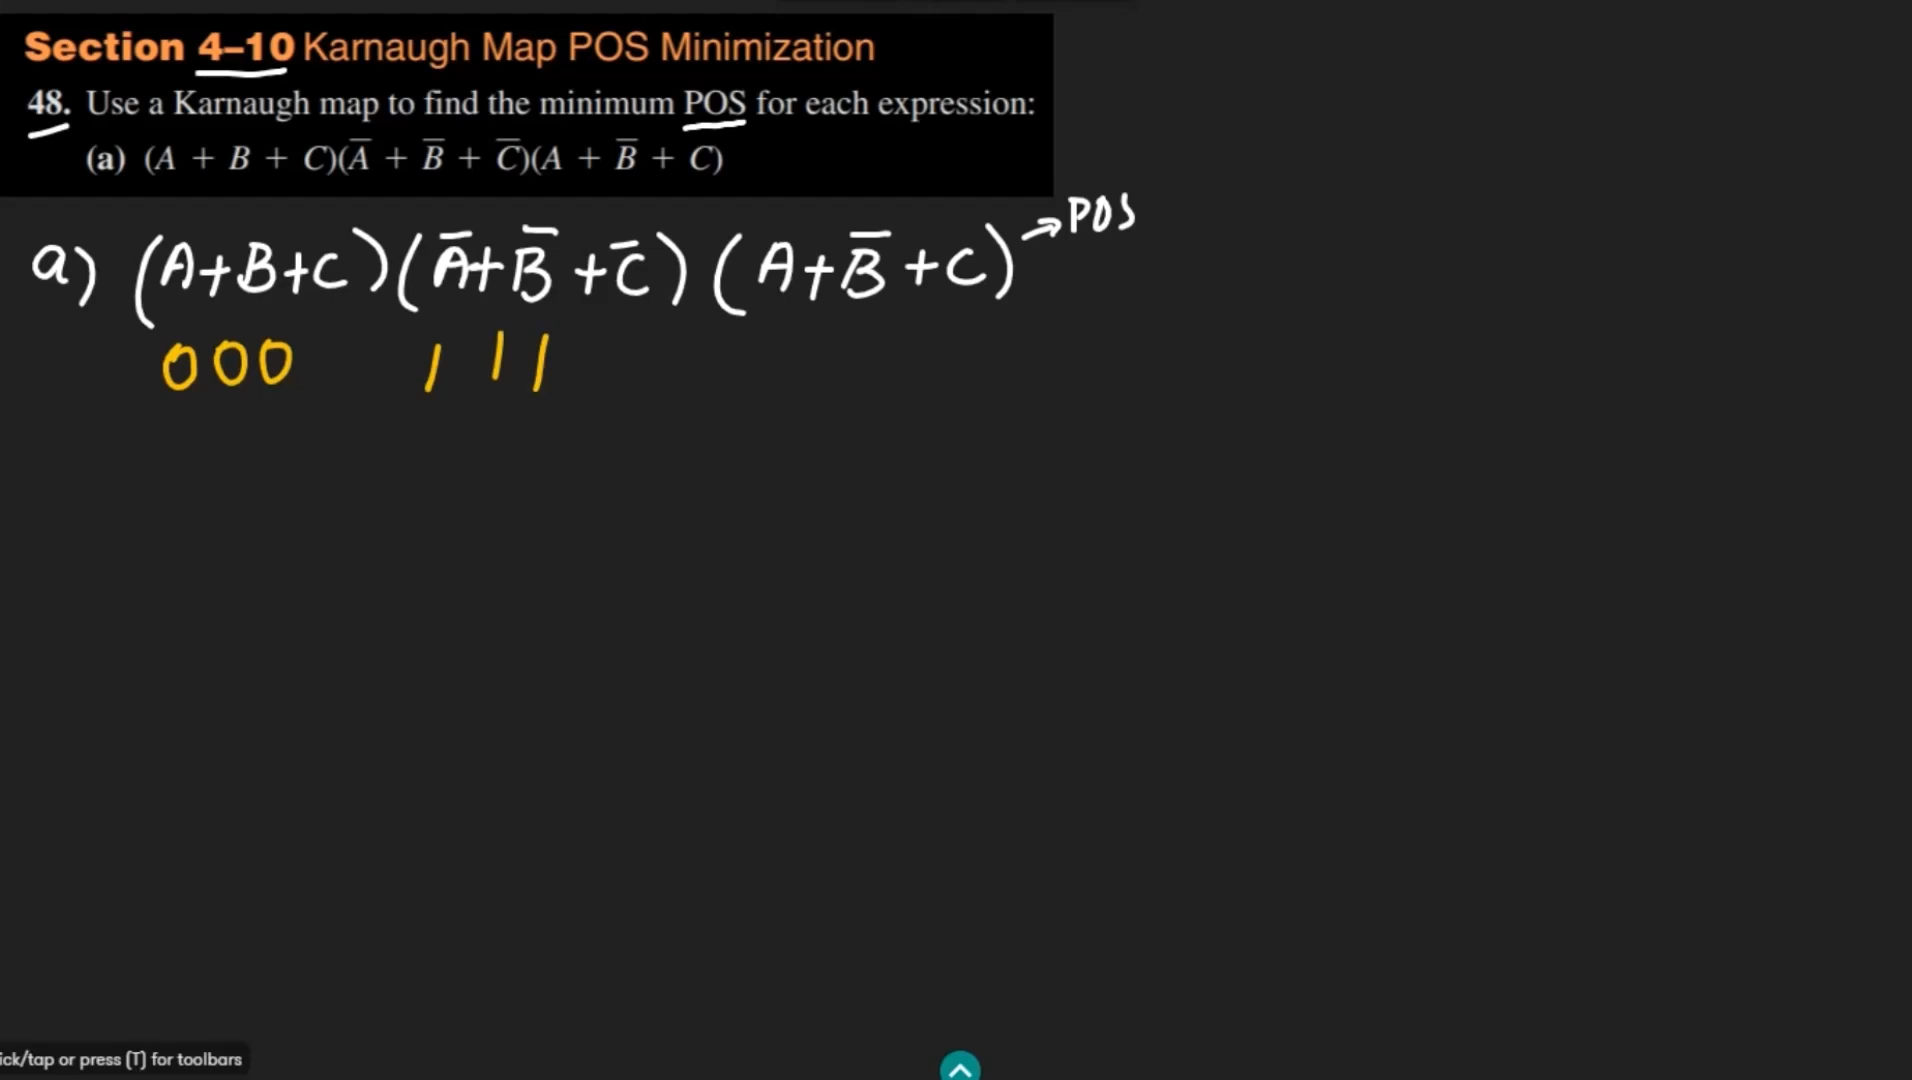 Section 4–10 Karnaugh Map POS Minimization
48. Use a Karnaugh map to find the minimum POS for each expression:
(a) (A + B + C)(A̅ + B̅ + C̅)(A + B̅ + C)
a) (A+B+C)(A̅+B̅+C̅)(A+B̅+C) →POS
000 111
ick/tap or press (T) for toolbars